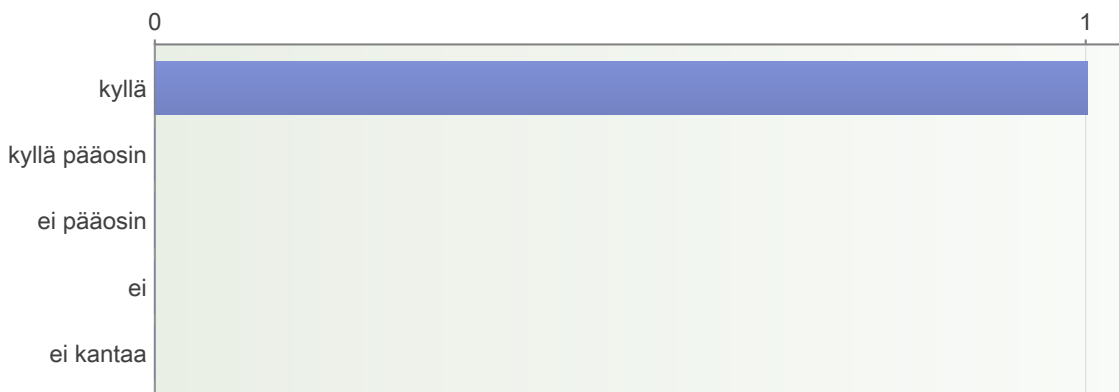 0 1
kyllä
kyllä pääosin
ei pääosin
ei
ei kantaa